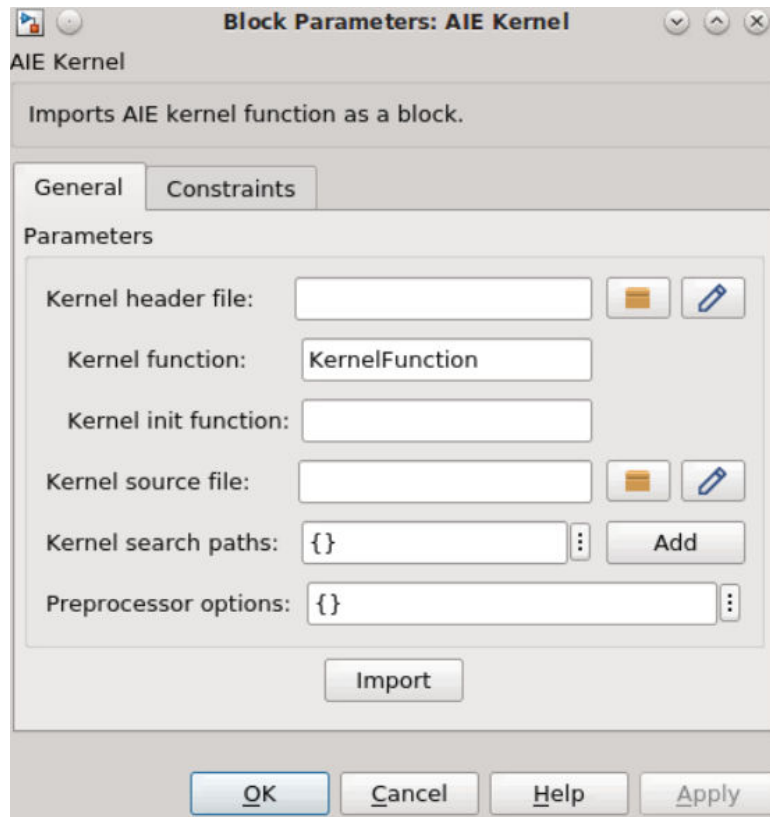 Block Parameters: AIE Kernel
AIE Kernel
Imports AIE kernel function as a block.
General Constraints
Parameters
Kernel header file:
Kernel function: KernelFunction
Kernel init function:
Kernel source file:
Kernel search paths: {} Add
Preprocessor options: {}
Import
OK Cancel Help Apply